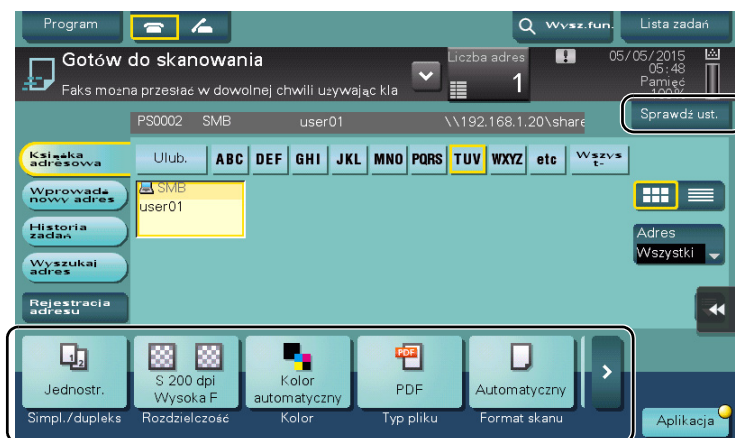 Program
Wysz.fun.
Lista zadań
Gotów do skanowania
Faks można przesłać w dowolnej chwili używając kla
Liczba adres
1
05/05/2015
05:48
Pamięć
100%
Sprawdź ust.
PS0002 SMB user01 \\192.168.1.20\share
Książka
adresowa
Ulub. ABC DEF GHI JKL MNO PQRS TUV WXYZ etc Wszys
t-
Wprowadź
nowy adres
SMB
user01
Historia
zadań
Adres
Wszystki
Wyszukaj
adres
Rejestracja
adresu
1 2
PDF
Jednostr.
S 200 dpi
Wysoka F
Kolor
automatyczny
PDF
Automatyczny
Simpl./dupleks
Rozdzielczość
Kolor
Typ pliku
Format skanu
Aplikacja